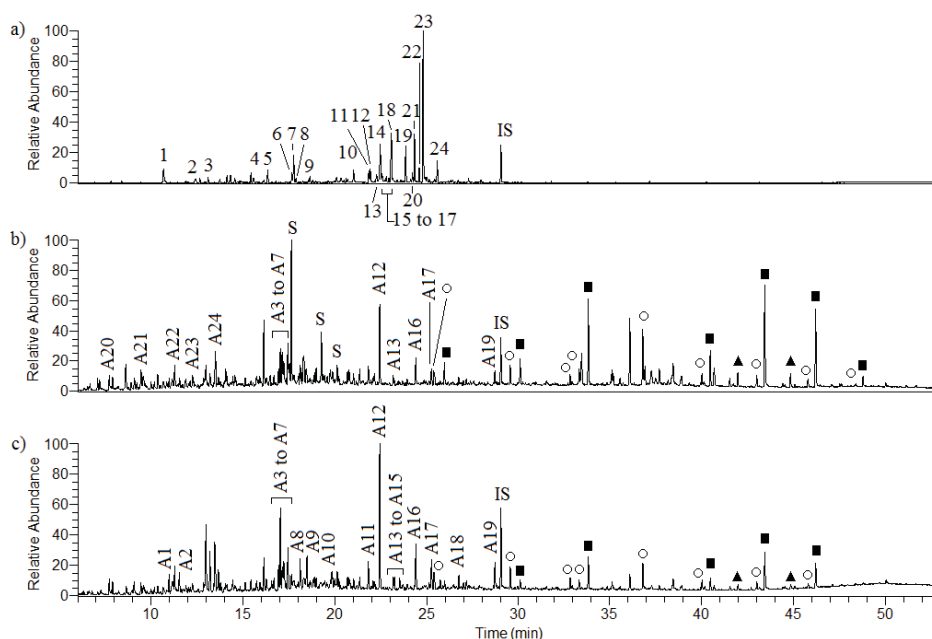 a)
Relative Abundance
100
80
60
40
20
0
1
2
3
4
5
6
7
8
9
10
11
12
13
14
15 to 17
18
19
20
21
22
23
24
IS
b)
Relative Abundance
100
80
60
40
20
0
A20
A21
A22
A23
A24
A3 to A7
S
S
S
A12
A13
A16
A17
A19
IS
c)
Relative Abundance
100
80
60
40
20
0
A1
A2
A3 to A7
A8
A9
A10
A11
A12
A13 to A15
A16
A17
A18
A19
IS
10 15 20 25 30 35 40 45 50
Time (min)